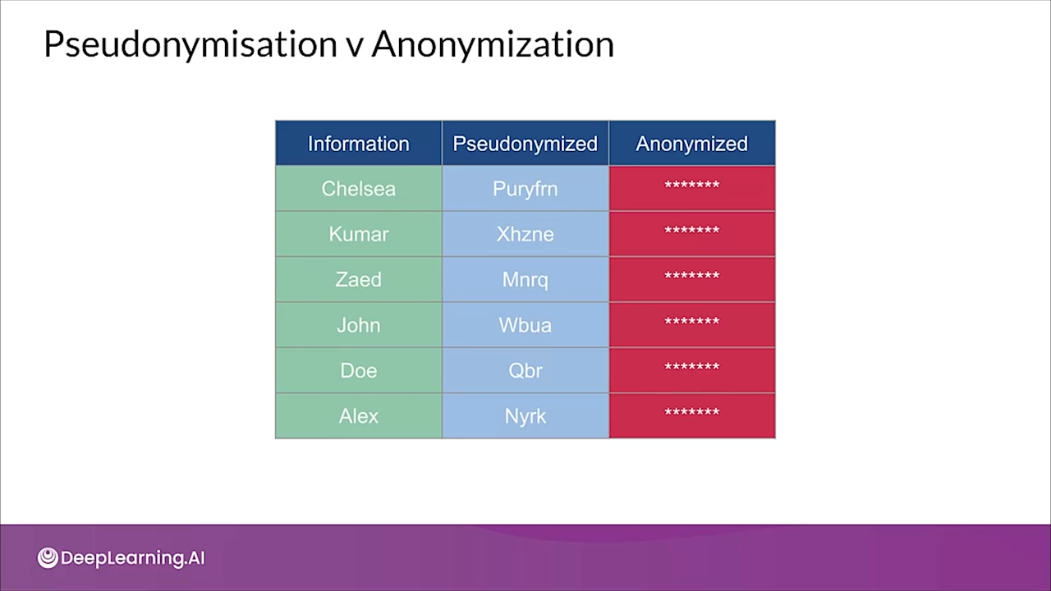 Pseudonymisation v Anonymization
Information Pseudonymized Anonymized
Chelsea Puryfrn *******
Kumar Xhzne *******
Zaed Mnrq *******
John Wbua *******
Doe Qbr *******
Alex Nyrk *******
DeepLearning.AI